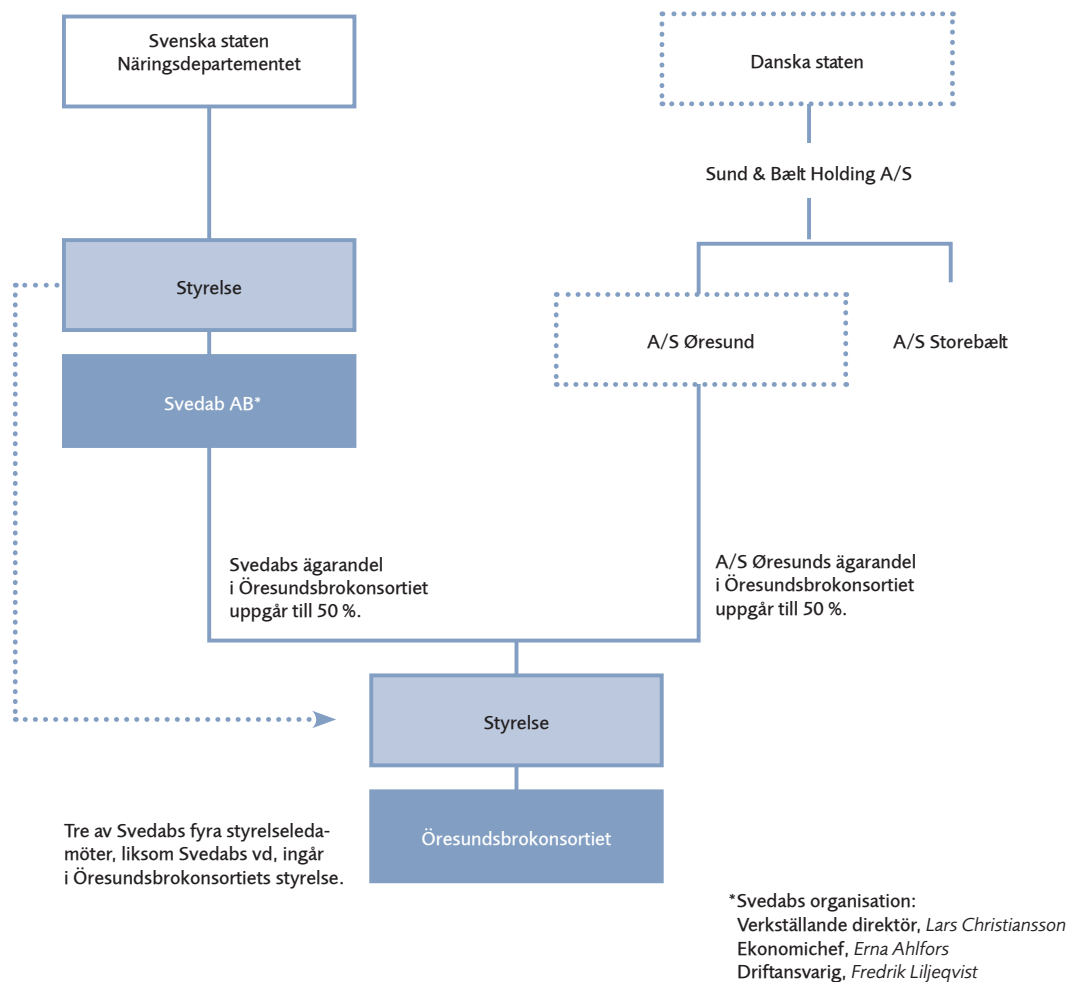 Svenska staten
Näringsdepartementet
Danska staten
Sund & Bælt Holding A/S
Styrelse
A/S Øresund
A/S Storebælt
Svedab AB*
Svedabs ägarandel
i Öresundsbrokonsortiet
uppgår till 50 %.
A/S Øresunds ägarandel
i Öresundsbrokonsortiet
uppgår till 50 %.
Styrelse
Öresundsbrokonsortiet
Tre av Svedabs fyra styrelseleda-
möter, liksom Svedabs vd, ingår
i Öresundsbrokonsortiets styrelse.
*Svedabs organisation:
Verkställande direktör, Lars Christiansson
Ekonomichef, Erna Ahlfors
Driftansvarig, Fredrik Liljeqvist